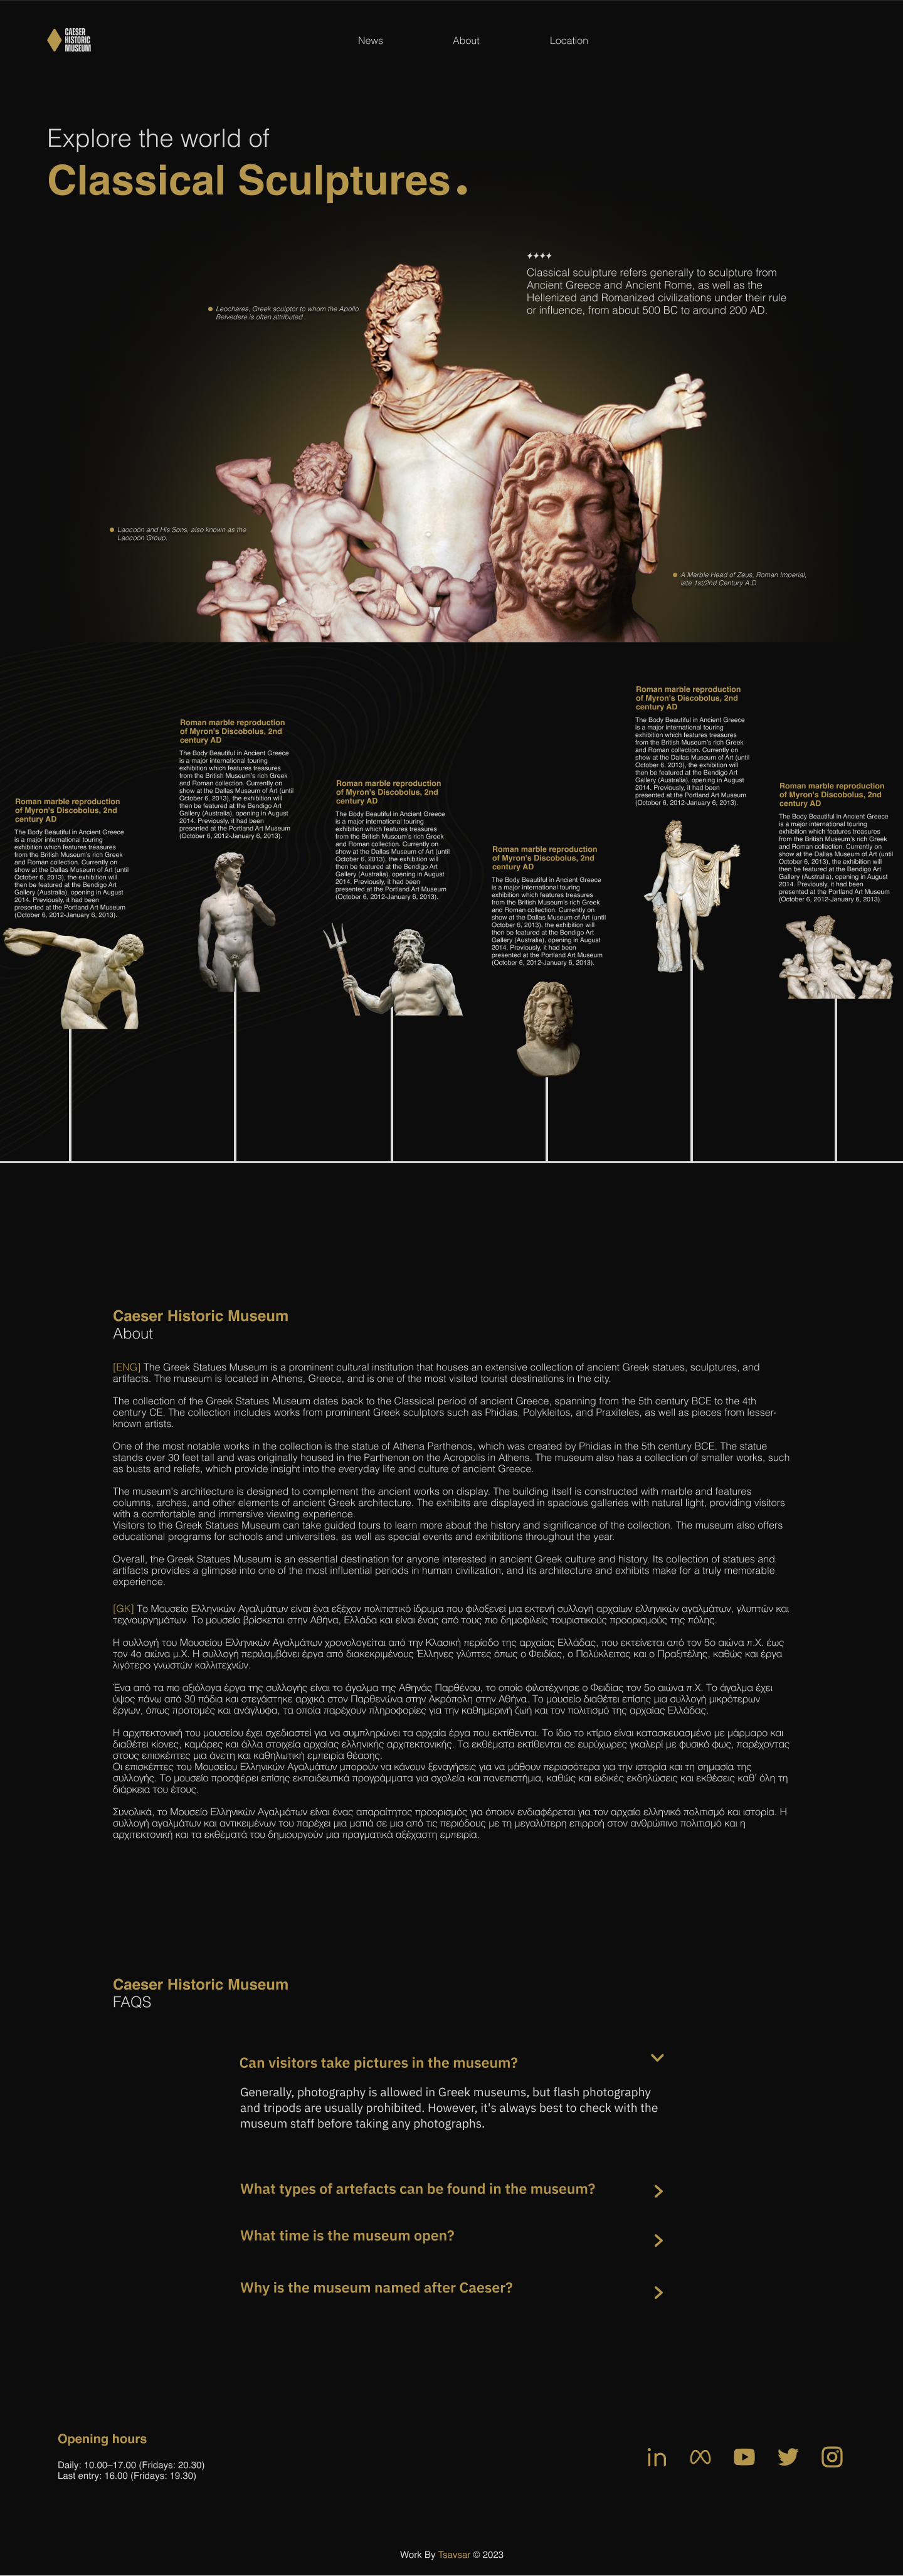 CAESER
HISTORIC
MUSEUM
News
About
Location
Explore the world of
Classical Sculptures.
Classical sculpture refers generally to sculpture from
Ancient Greece and Ancient Rome, as well as the
Hellenized and Romanized civilizations under their rule
or influence, from about 500 BC to around 200 AD.
Leochares, Greek sculptor to whom the Apollo
Belvedere is often attributed
Laocoön and His Sons, also known as the
Laocoön Group.
A Marble Head of Zeus, Roman Imperial,
late 1st/2nd Century A.D
Roman marble reproduction
of Myron's Discobolus, 2nd
century AD
The Body Beautiful in Ancient Greece
is a major international touring
exhibition which features treasures
from the British Museum's rich Greek
and Roman collection. Currently on
show at the Dallas Museum of Art (until
October 6, 2013), the exhibition will
then be featured at the Bendigo Art
Gallery (Australia), opening in August
2014. Previously, it had been
presented at the Portland Art Museum
(October 6, 2012-January 6, 2013).
Roman marble reproduction
of Myron's Discobolus, 2nd
century AD
The Body Beautiful in Ancient Greece
is a major international touring
exhibition which features treasures
from the British Museum's rich Greek
and Roman collection. Currently on
show at the Dallas Museum of Art (until
October 6, 2013), the exhibition will
then be featured at the Bendigo Art
Gallery (Australia), opening in August
2014. Previously, it had been
presented at the Portland Art Museum
(October 6, 2012-January 6, 2013).
Roman marble reproduction
of Myron's Discobolus, 2nd
century AD
The Body Beautiful in Ancient Greece
is a major international touring
exhibition which features treasures
from the British Museum's rich Greek
and Roman collection. Currently on
show at the Dallas Museum of Art (until
October 6, 2013), the exhibition will
then be featured at the Bendigo Art
Gallery (Australia), opening in August
2014. Previously, it had been
presented at the Portland Art Museum
(October 6, 2012-January 6, 2013).
Roman marble reproduction
of Myron's Discobolus, 2nd
century AD
The Body Beautiful in Ancient Greece
is a major international touring
exhibition which features treasures
from the British Museum's rich Greek
and Roman collection. Currently on
show at the Dallas Museum of Art (until
October 6, 2013), the exhibition will
then be featured at the Bendigo Art
Gallery (Australia), opening in August
2014. Previously, it had been
presented at the Portland Art Museum
(October 6, 2012-January 6, 2013).
Roman marble reproduction
of Myron's Discobolus, 2nd
century AD
The Body Beautiful in Ancient Greece
is a major international touring
exhibition which features treasures
from the British Museum's rich Greek
and Roman collection. Currently on
show at the Dallas Museum of Art (until
October 6, 2013), the exhibition will
then be featured at the Bendigo Art
Gallery (Australia), opening in August
2014. Previously, it had been
presented at the Portland Art Museum
(October 6, 2012-January 6, 2013).
Roman marble reproduction
of Myron's Discobolus, 2nd
century AD
The Body Beautiful in Ancient Greece
is a major international touring
exhibition which features treasures
from the British Museum's rich Greek
and Roman collection. Currently on
show at the Dallas Museum of Art (until
October 6, 2013), the exhibition will
then be featured at the Bendigo Art
Gallery (Australia), opening in August
2014. Previously, it had been
presented at the Portland Art Museum
(October 6, 2012-January 6, 2013).
Caeser Historic Museum
About
[ENG] The Greek Statues Museum is a prominent cultural institution that houses an extensive collection of ancient Greek statues, sculptures, and
artifacts. The museum is located in Athens, Greece, and is one of the most visited tourist destinations in the city.
The collection of the Greek Statues Museum dates back to the Classical period of ancient Greece, spanning from the 5th century BCE to the 4th
century CE. The collection includes works from prominent Greek sculptors such as Phidias, Polykleitos, and Praxiteles, as well as pieces from lesser-
known artists.
One of the most notable works in the collection is the statue of Athena Parthenos, which was created by Phidias in the 5th century BCE. The statue
stands over 30 feet tall and was originally housed in the Parthenon on the Acropolis in Athens. The museum also has a collection of smaller works, such
as busts and reliefs, which provide insight into the everyday life and culture of ancient Greece.
The museum's architecture is designed to complement the ancient works on display. The building itself is constructed with marble and features
columns, arches, and other elements of ancient Greek architecture. The exhibits are displayed in spacious galleries with natural light, providing visitors
with a comfortable and immersive viewing experience.
Visitors to the Greek Statues Museum can take guided tours to learn more about the history and significance of the collection. The museum also offers
educational programs for schools and universities, as well as special events and exhibitions throughout the year.
Overall, the Greek Statues Museum is an essential destination for anyone interested in ancient Greek culture and history. Its collection of statues and
artifacts provides a glimpse into one of the most influential periods in human civilization, and its architecture and exhibits make for a truly memorable
experience.
[GK] Το Μουσείο Ελληνικών Αγαλμάτων είναι ένα εξέχον πολιτιστικό ίδρυμα που φιλοξενεί μια εκτενή συλλογή αρχαίων ελληνικών αγαλμάτων, γλυπτών και
τεχνουργημάτων. Το μουσείο βρίσκεται στην Αθήνα, Ελλάδα και είναι ένας από τους πιο δημοφιλείς τουριστικούς προορισμούς της πόλης.
Η συλλογή του Μουσείου Ελληνικών Αγαλμάτων χρονολογείται από την Κλασική περίοδο της αρχαίας Ελλάδας, που εκτείνεται από τον 5ο αιώνα π.Χ. έως
τον 4ο αιώνα μ.Χ. Η συλλογή περιλαμβάνει έργα από διακεκριμένους Έλληνες γλύπτες όπως ο Φειδίας, ο Πολύκλειτος και ο Πραξιτέλης, καθώς και έργα
λιγότερο γνωστών καλλιτεχνών.
Ένα από τα πιο αξιόλογα έργα της συλλογής είναι το άγαλμα της Αθηνάς Παρθένου, το οποίο φιλοτέχνησε ο Φειδίας τον 5ο αιώνα π.Χ. Το άγαλμα έχει
ύψος πάνω από 30 πόδια και στεγάστηκε αρχικά στον Παρθενώνα στην Ακρόπολη στην Αθήνα. Το μουσείο διαθέτει επίσης μια συλλογή μικρότερων
έργων, όπως προτομές και ανάγλυφα, τα οποία παρέχουν πληροφορίες για την καθημερινή ζωή και τον πολιτισμό της αρχαίας Ελλάδας.
Η αρχιτεκτονική του μουσείου έχει σχεδιαστεί για να συμπληρώνει τα αρχαία έργα που εκτίθενται. Το ίδιο το κτίριο είναι κατασκευασμένο με μάρμαρο και
διαθέτει κίονες, καμάρες και άλλα στοιχεία αρχαίας ελληνικής αρχιτεκτονικής. Τα εκθέματα εκτίθενται σε ευρύχωρες γκαλερί με φυσικό φως, παρέχοντας
στους επισκέπτες μια άνετη και καθηλωτική εμπειρία θέασης.
Οι επισκέπτες του Μουσείου Ελληνικών Αγαλμάτων μπορούν να κάνουν ξεναγήσεις για να μάθουν περισσότερα για την ιστορία και τη σημασία της
συλλογής. Το μουσείο προσφέρει επίσης εκπαιδευτικά προγράμματα για σχολεία και πανεπιστήμια, καθώς και ειδικές εκδηλώσεις και εκθέσεις καθ' όλη τη
διάρκεια του έτους.
Συνολικά, το Μουσείο Ελληνικών Αγαλμάτων είναι ένας απαραίτητος προορισμός για όποιον ενδιαφέρεται για τον αρχαίο ελληνικό πολιτισμό και ιστορία. Η
συλλογή αγαλμάτων και αντικειμένων του παρέχει μια ματιά σε μια από τις περιόδους με τη μεγαλύτερη επιρροή στον ανθρώπινο πολιτισμό και η
αρχιτεκτονική και τα εκθέματά του δημιουργούν μια πραγματικά αξέχαστη εμπειρία.
Caeser Historic Museum
FAQS
Can visitors take pictures in the museum?
Generally, photography is allowed in Greek museums, but flash photography
and tripods are usually prohibited. However, it's always best to check with the
museum staff before taking any photographs.
What types of artefacts can be found in the museum?
What time is the museum open?
Why is the museum named after Caeser?
Opening hours
Daily: 10.00–17.00 (Fridays: 20.30)
Last entry: 16.00 (Fridays: 19.30)
Work By Tsavsar © 2023